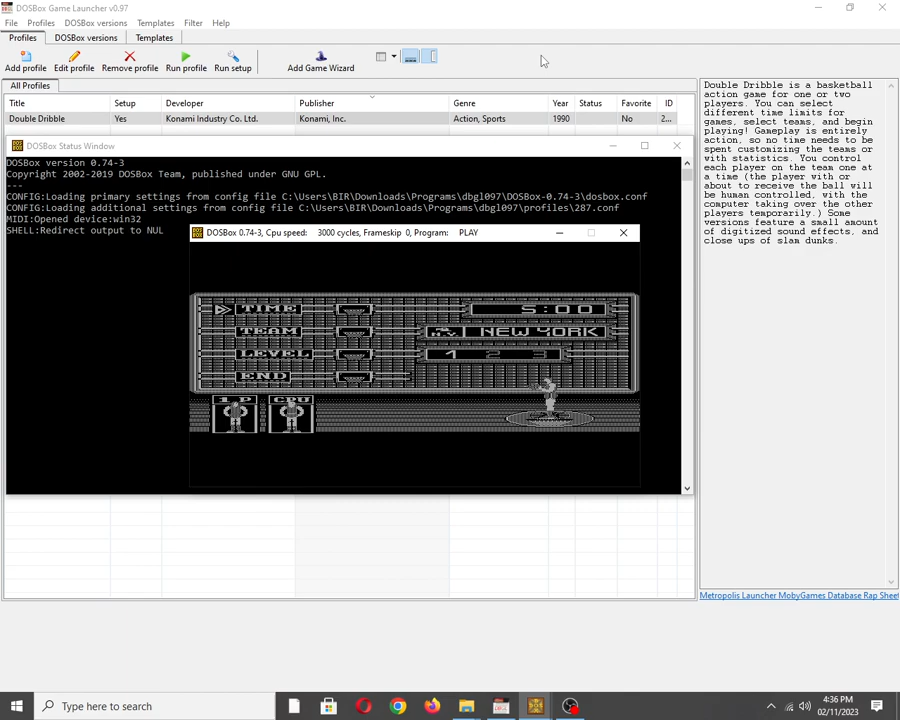 DOSBox Game Launcher v0.97
File Profiles DOSBox versions Templates Filter Help
Profiles DOSBox versions Templates
Add profile Edit profile Remove profile Run profile Run setup Add Game Wizard
All Profiles
Title Setup Developer Publisher Genre Year Status Favorite ID
Double Dribble Yes Konami Industry Co. Ltd. Konami, Inc. Action, Sports 1990 No 2...
Double Dribble is a basketball
action game for one or two
players. You can select
different time limits for
games, select teams, and begin
playing! Gameplay is entirely
action, so no time needs to be
spent customizing the teams or
with statistics. You control
each player on the team one at
a time (the player with or
about to receive the ball will
be human controlled, with the
computer taking over the other
players temporarily.) Some
versions feature a small amount
of digitized sound effects, and
close ups of slam dunks.
Metropolis Launcher MobyGames Database Rap Sheet
DOSBox Status Window
DOSBox version 0.74-3
Copyright 2002-2019 DOSBox Team, published under GNU GPL.
---
CONFIG:Loading primary settings from config file C:\Users\BIR\Downloads\Programs\dbgl097\DOSBox-0.74-3\dosbox.conf
CONFIG:Loading additional settings from config file C:\Users\BIR\Downloads\Programs\dbgl097\profiles\287.conf
MIDI:Opened device:win32
SHELL:Redirect output to NUL
DOSBox 0.74-3, Cpu speed: 3000 cycles, Frameskip 0, Program: PLAY
TIME 5:00
TEAM N.Y. NEW YORK
LEVEL 1 2 3
END
1 P CPU
Type here to search
4:36 PM
02/11/2023